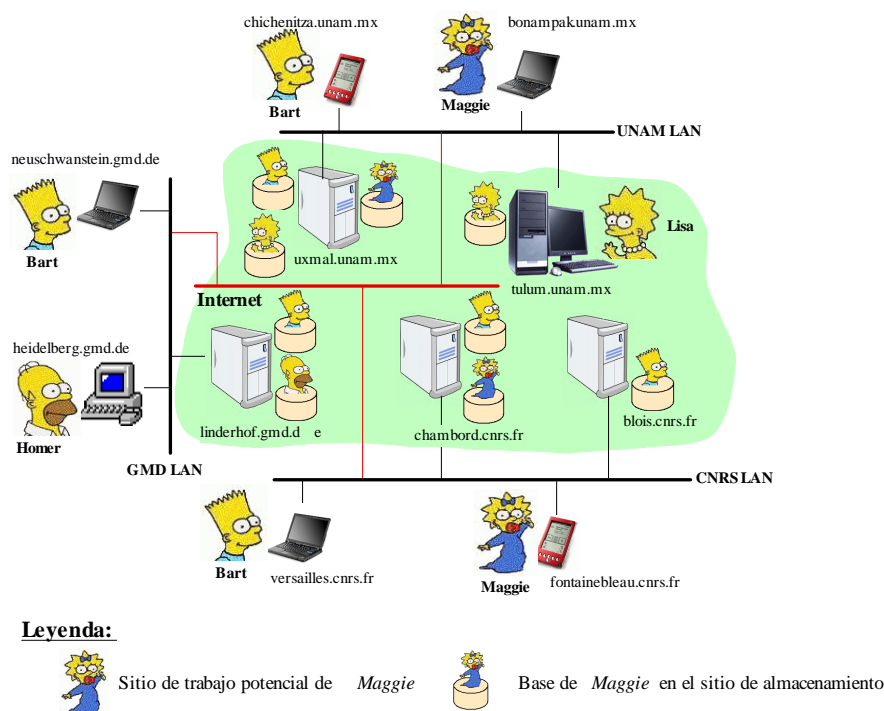 chichenitza.unam.mx
bonampak.unam.mx
Bart
Maggie
UNAM LAN
neuschwanstein.gmd.de
Bart
Lisa
uxmal.unam.mx
tulum.unam.mx
Internet
heidelberg.gmd.de
Homer
linderhof.gmd.d e
chambord.cnrs.fr
blois.cnrs.fr
GMD LAN
CNRS LAN
Bart
versailles.cnrs.fr
Maggie
fontainebleau.cnrs.fr
Leyenda:
Sitio de trabajo potencial de Maggie
Base de Maggie en el sitio de almacenamiento